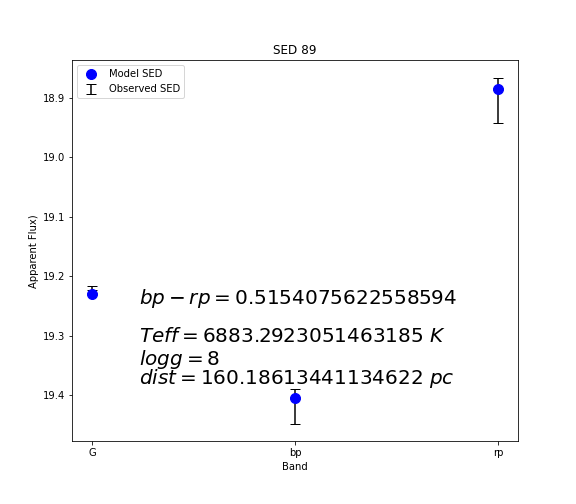 SED 89
Model SED
Observed SED
18.9
19.0
19.1
19.2
19.3
19.4
Apparent Flux)
bp − rp = 0.5154075622558594
Teff = 6883.2923051463185 K
logg = 8
dist = 160.18613441134622 pc
G
bp
rp
Band